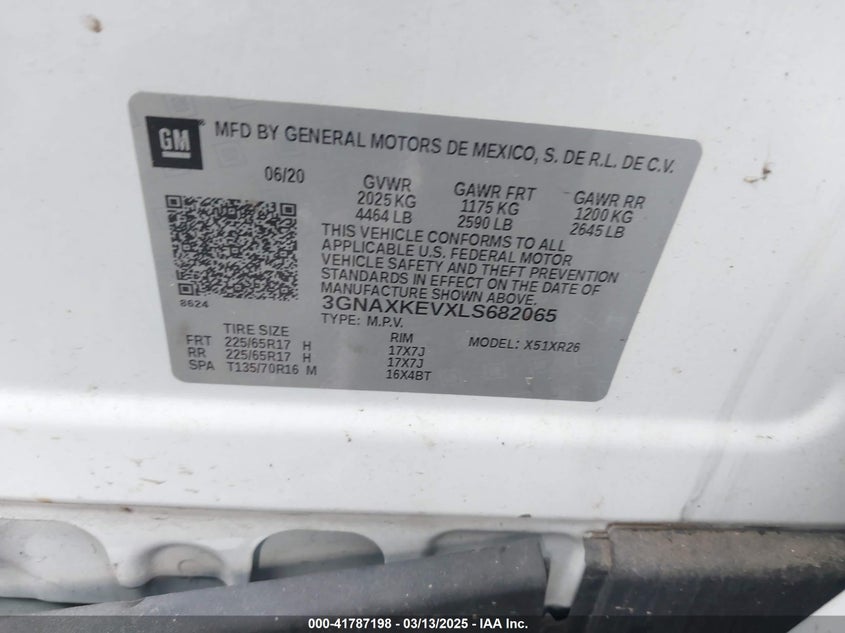 GM
MFD BY GENERAL MOTORS DE MEXICO, S. DE R.L. DE C.V.
06/20 GVWR GAWR FRT GAWR RR
2025 KG 1175 KG 1200 KG
4464 LB 2590 LB 2645 LB
THIS VEHICLE CONFORMS TO ALL
APPLICABLE U.S. FEDERAL MOTOR
VEHICLE SAFETY AND THEFT PREVENTION
STANDARDS IN EFFECT ON THE DATE OF
MANUFACTURE SHOWN ABOVE.
8624
3GNAXKEVXLS682065
TYPE: M.P.V. MODEL: X51XR26
TIRE SIZE RIM
FRT 225/65R17 H 17X7J
RR 225/65R17 H 17X7J
SPA T135/70R16 M 16X4BT
000-41787198 - 03/13/2025 - IAA Inc.